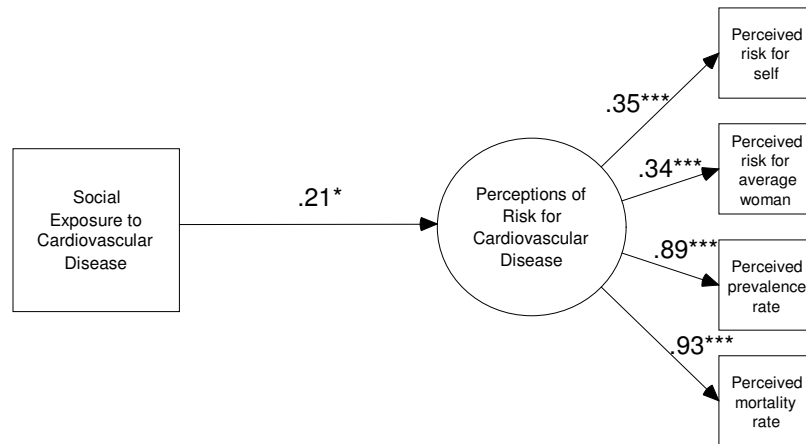 Social
Exposure to
Cardiovascular
Disease
.21*
Perceptions of
Risk for
Cardiovascular
Disease
.35***
Perceived
risk for
self
.34***
Perceived
risk for
average
woman
.89***
Perceived
prevalence
rate
.93***
Perceived
mortality
rate